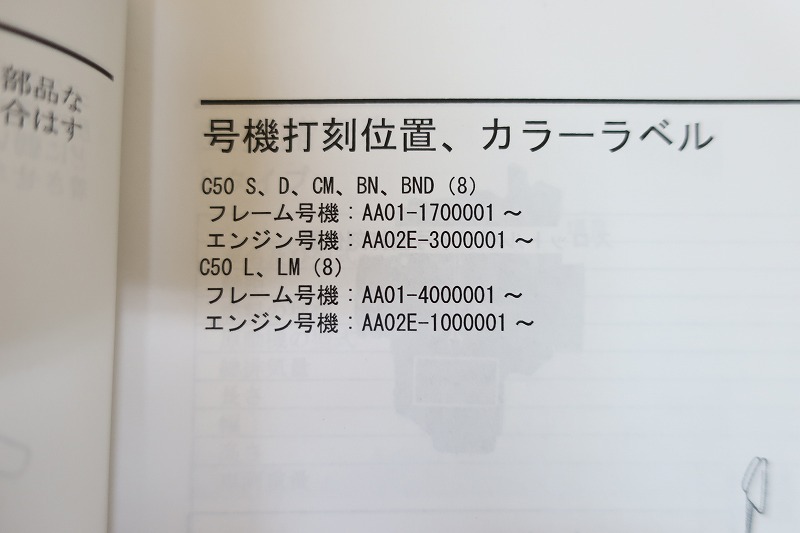 部品な
合はす
号機打刻位置、カラーラベル
C50 S、D、CM、BN、BND (8)
フレーム号機：AA01-1700001～
エンジン号機：AA02E-3000001～
C50 L、LM (8)
フレーム号機：AA01-4000001～
エンジン号機：AA02E-1000001～